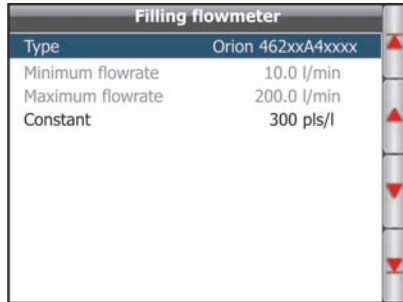 Filling flowmeter
Type Orion 462xxA4xxxx
Minimum flowrate 10.0 l/min
Maximum flowrate 200.0 l/min
Constant 300 pls/l